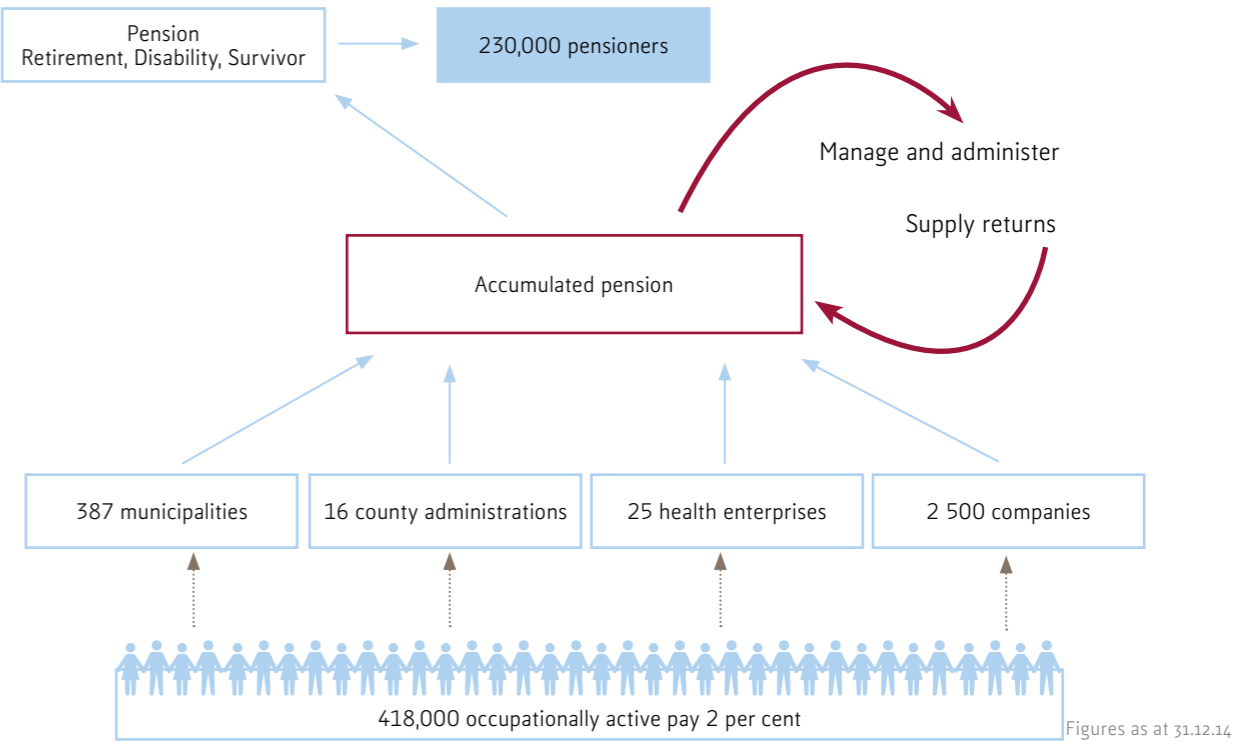 Pension
Retirement, Disability, Survivor
230,000 pensioners
Manage and administer
Supply returns
Accumulated pension
387 municipalities
16 county administrations
25 health enterprises
2 500 companies
418,000 occupationally active pay 2 per cent
Figures as at 31.12.14